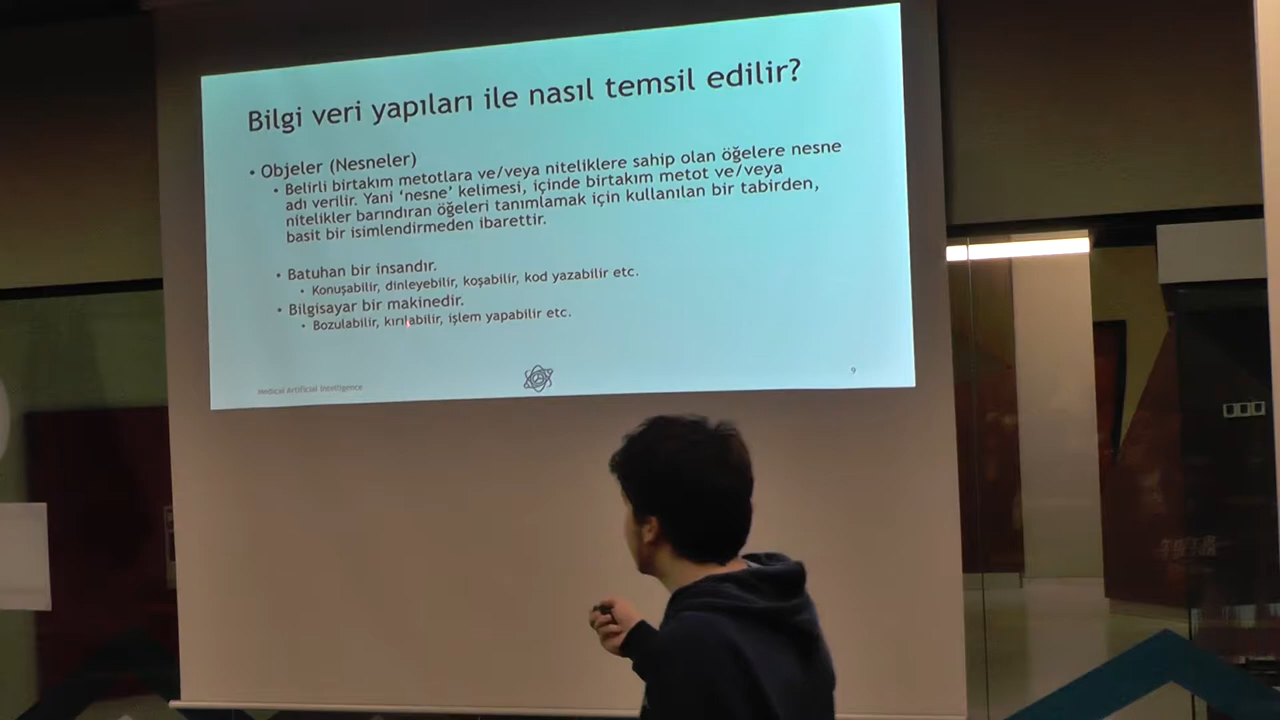 Bilgi veri yapıları ile nasıl temsil edilir?
• Objeler (Nesneler)
• Belirli birtakım metotlara ve/veya niteliklere sahip olan öğelere nesne
adı verilir. Yani ‘nesne’ kelimesi, içinde birtakım metot ve/veya
nitelikler barındıran öğeleri tanımlamak için kullanılan bir tabirden,
basit bir isimlendirmeden ibarettir.
• Batuhan bir insandır.
• Konuşabilir, dinleyebilir, koşabilir, kod yazabilir etc.
• Bilgisayar bir makinedir.
• Bozulabilir, kırılabilir, işlem yapabilir etc.
Medical Artificial Intelligence
9